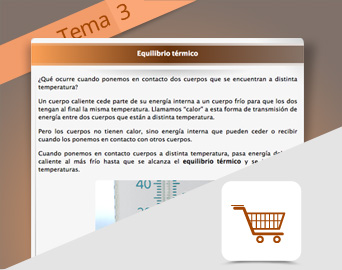 Tema 3
Equilibrio térmico
¿Qué ocurre cuando ponemos en contacto dos cuerpos que se encuentran a distinta
temperatura?
Un cuerpo caliente cede parte de su energía interna a un cuerpo frío para que los dos
tengan al final la misma temperatura. Llamamos "calor" a esta forma de transmisión de
energía entre dos cuerpos que están a distinta temperatura.
Pero los cuerpos no tienen calor, sino energía interna que pueden ceder o recibir
cuando los ponemos en contacto con otros cuerpos.
Cuando ponemos en contacto cuerpos a distinta temperatura, pasa energía
caliente al más frío hasta que se alcanza el equilibrio térmico y se
temperaturas.
40